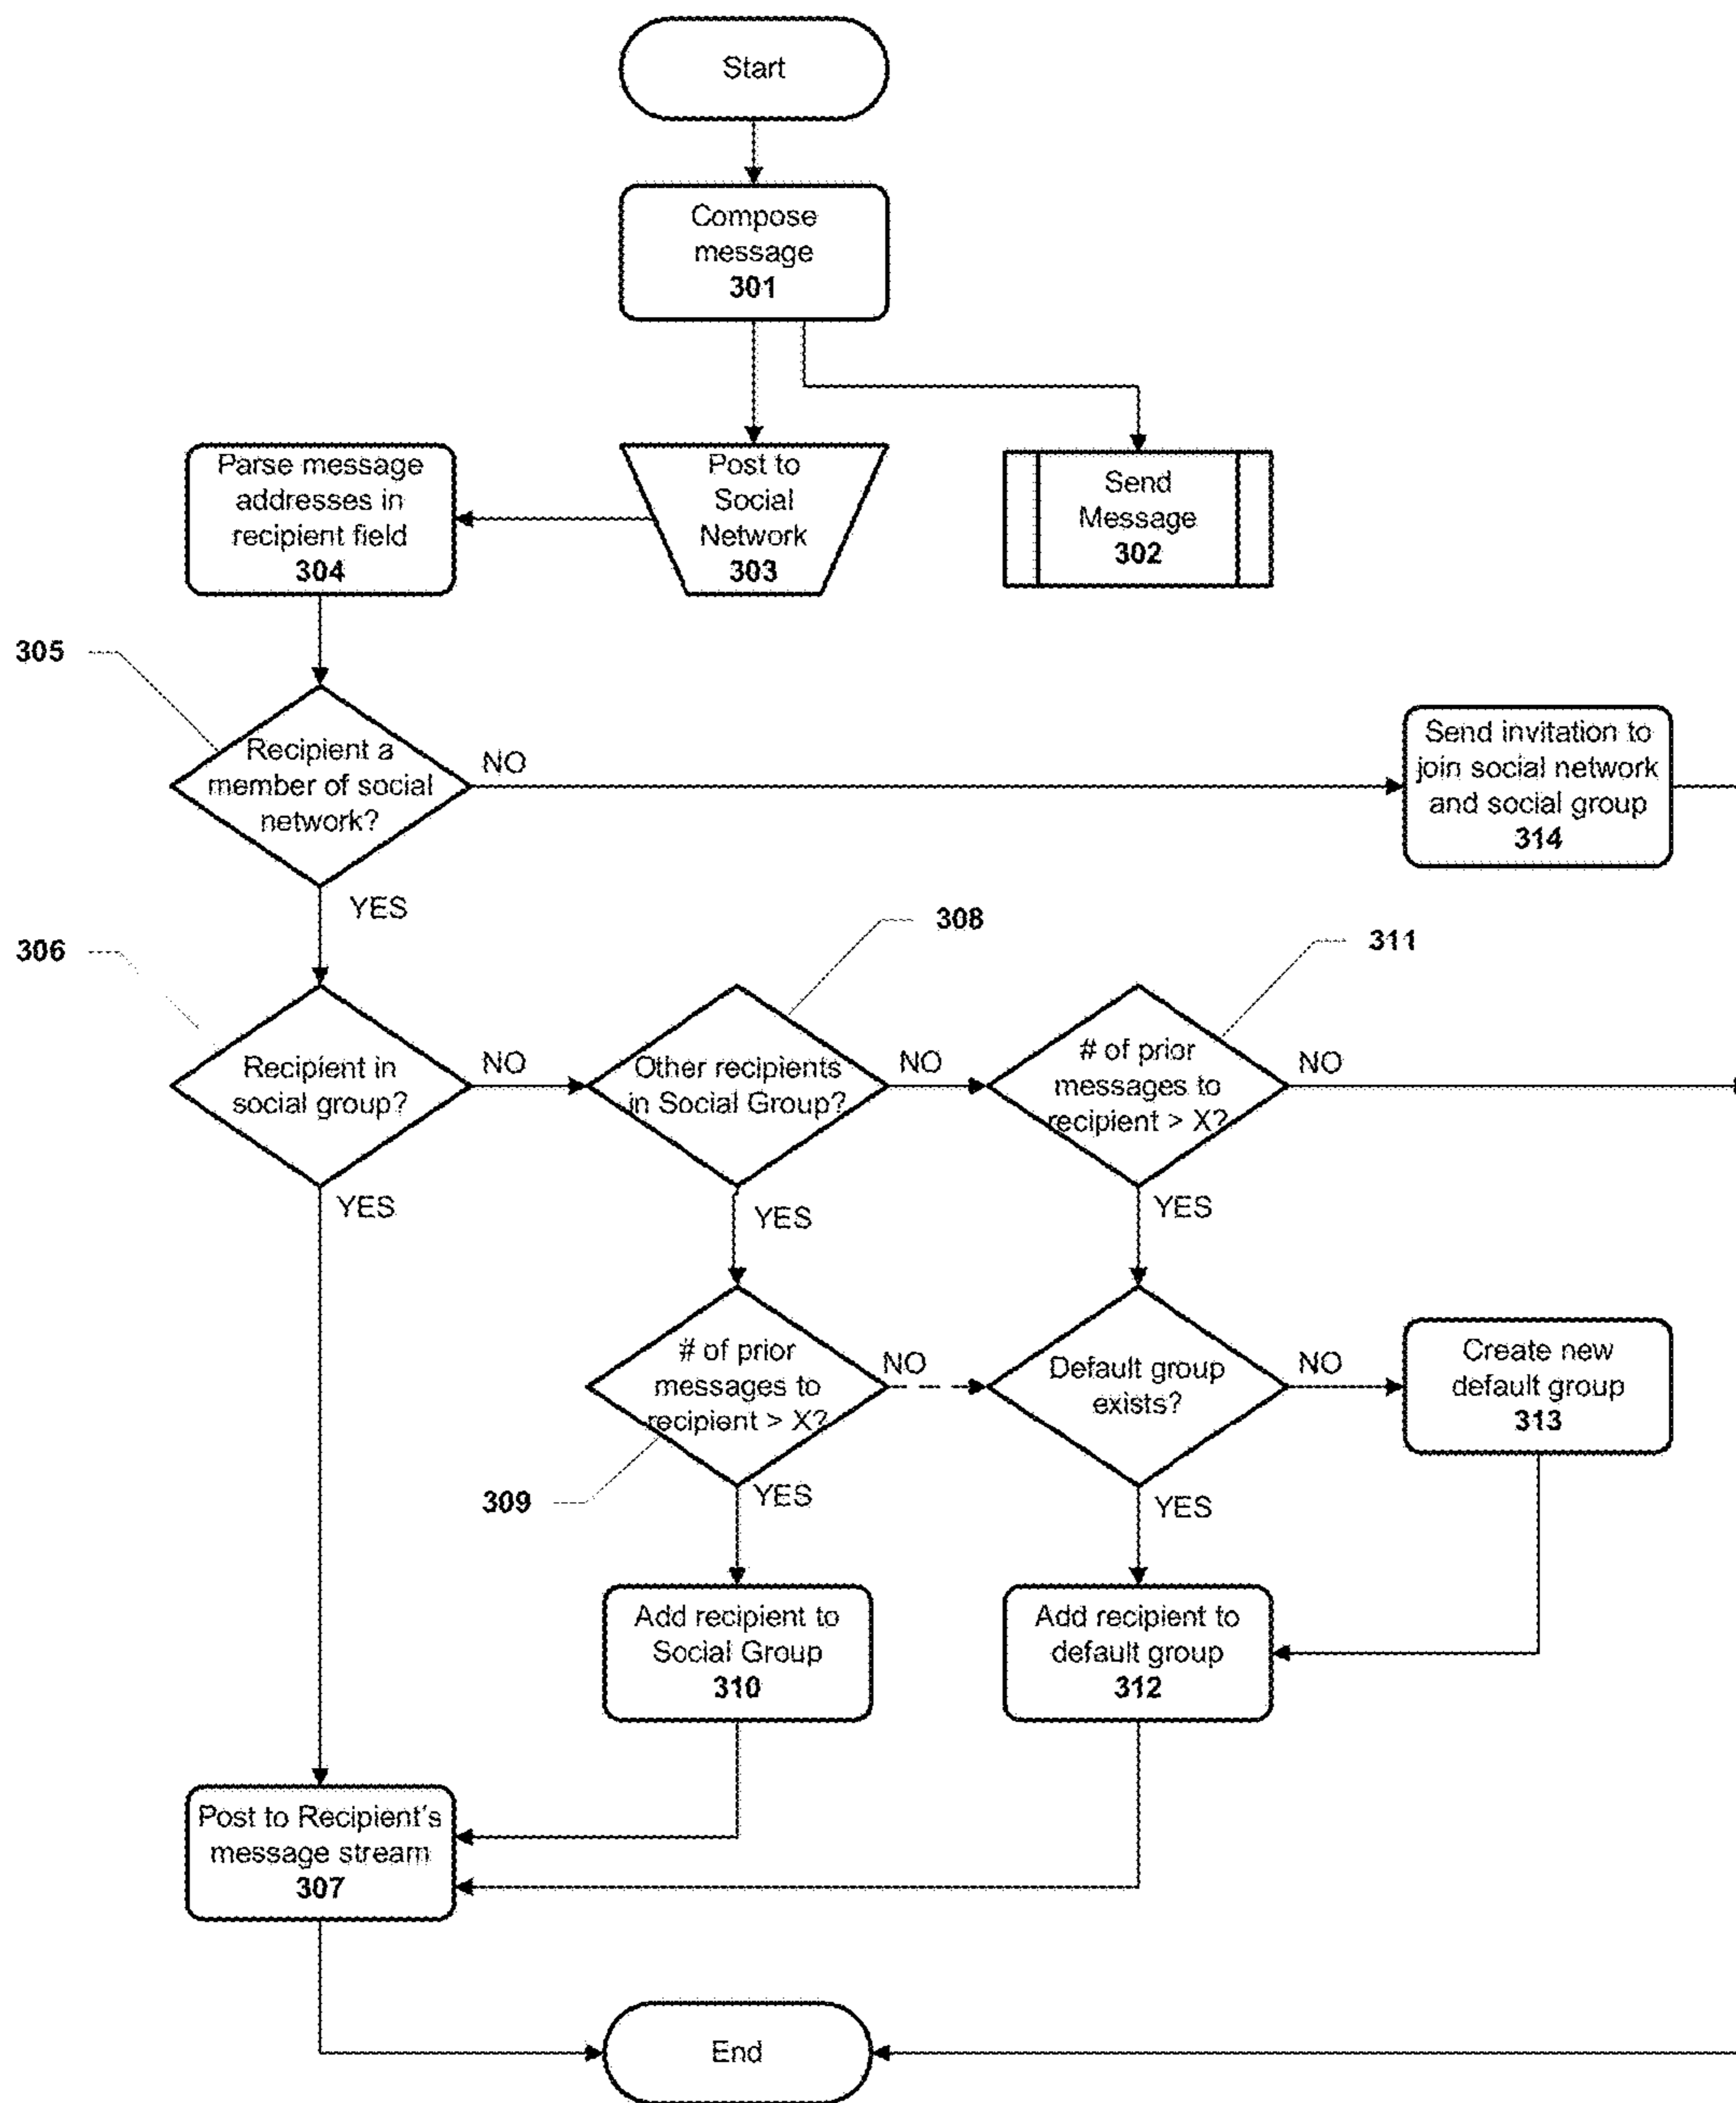 Start
Compose
message
301
Parse message
addresses in
recipient field
304
Post to
Social
Network
303
Send
Message
302
305
Recipient a
member of social
network?
NO
Send invitation to
join social network
and social group
314
YES
306
308
311
Recipient in
social group?
NO
Other recipients
in Social Group?
NO
# of prior
messages to
recipient > X?
NO
YES
YES
YES
# of prior
messages to
recipient > X?
NO
Default group
exists?
NO
Create new
default group
313
309
YES
YES
Add recipient to
Social Group
310
Add recipient to
default group
312
Post to Recipient's
message stream
307
End